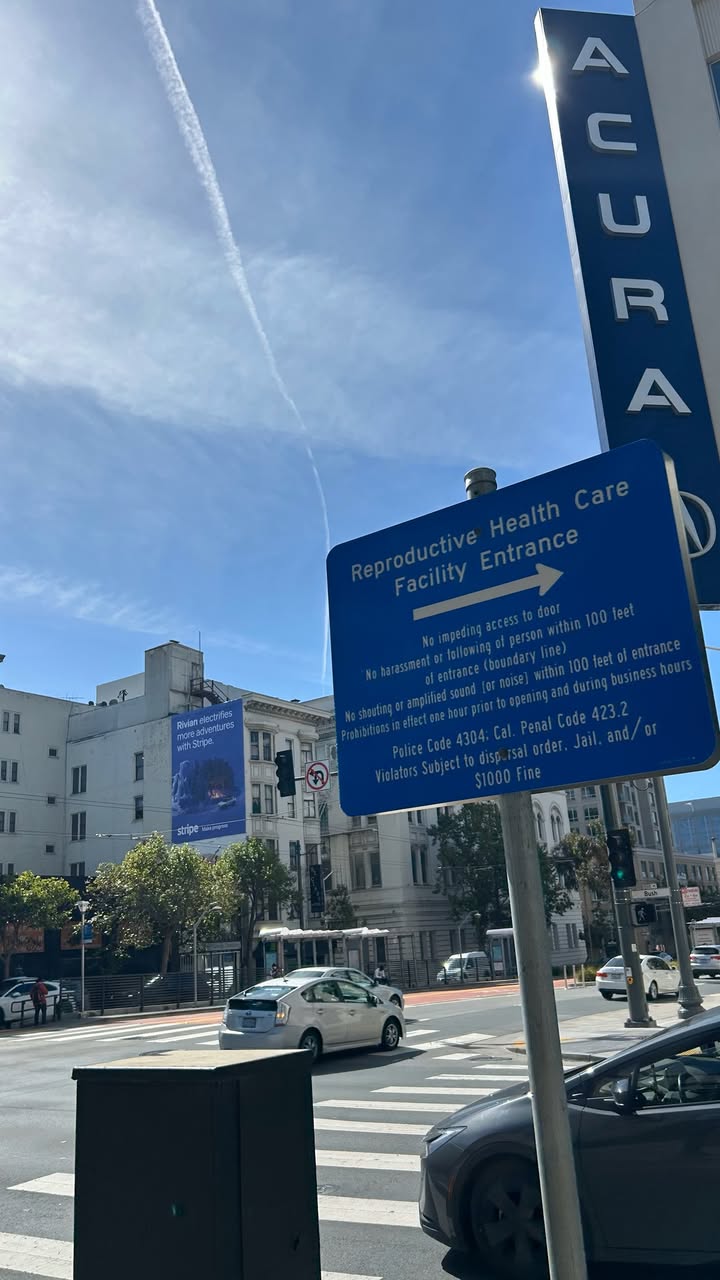 A
C
U
R
A
Reproductive Health Care
Facility Entrance
No impeding access to door
No harassment or following of person within 100 feet
of entrance (boundary line)
No shouting or amplified sound (or noise) within 100 feet of entrance
Prohibitions in effect one hour prior to opening and during business hours
Police Code 4304; Cal. Penal Code 423.2
Violators Subject to dispersal order, Jail, and/or
$1000 Fine
Rivian electrifies
more adventures
with Stripe.
stripe Make progress.
Bush